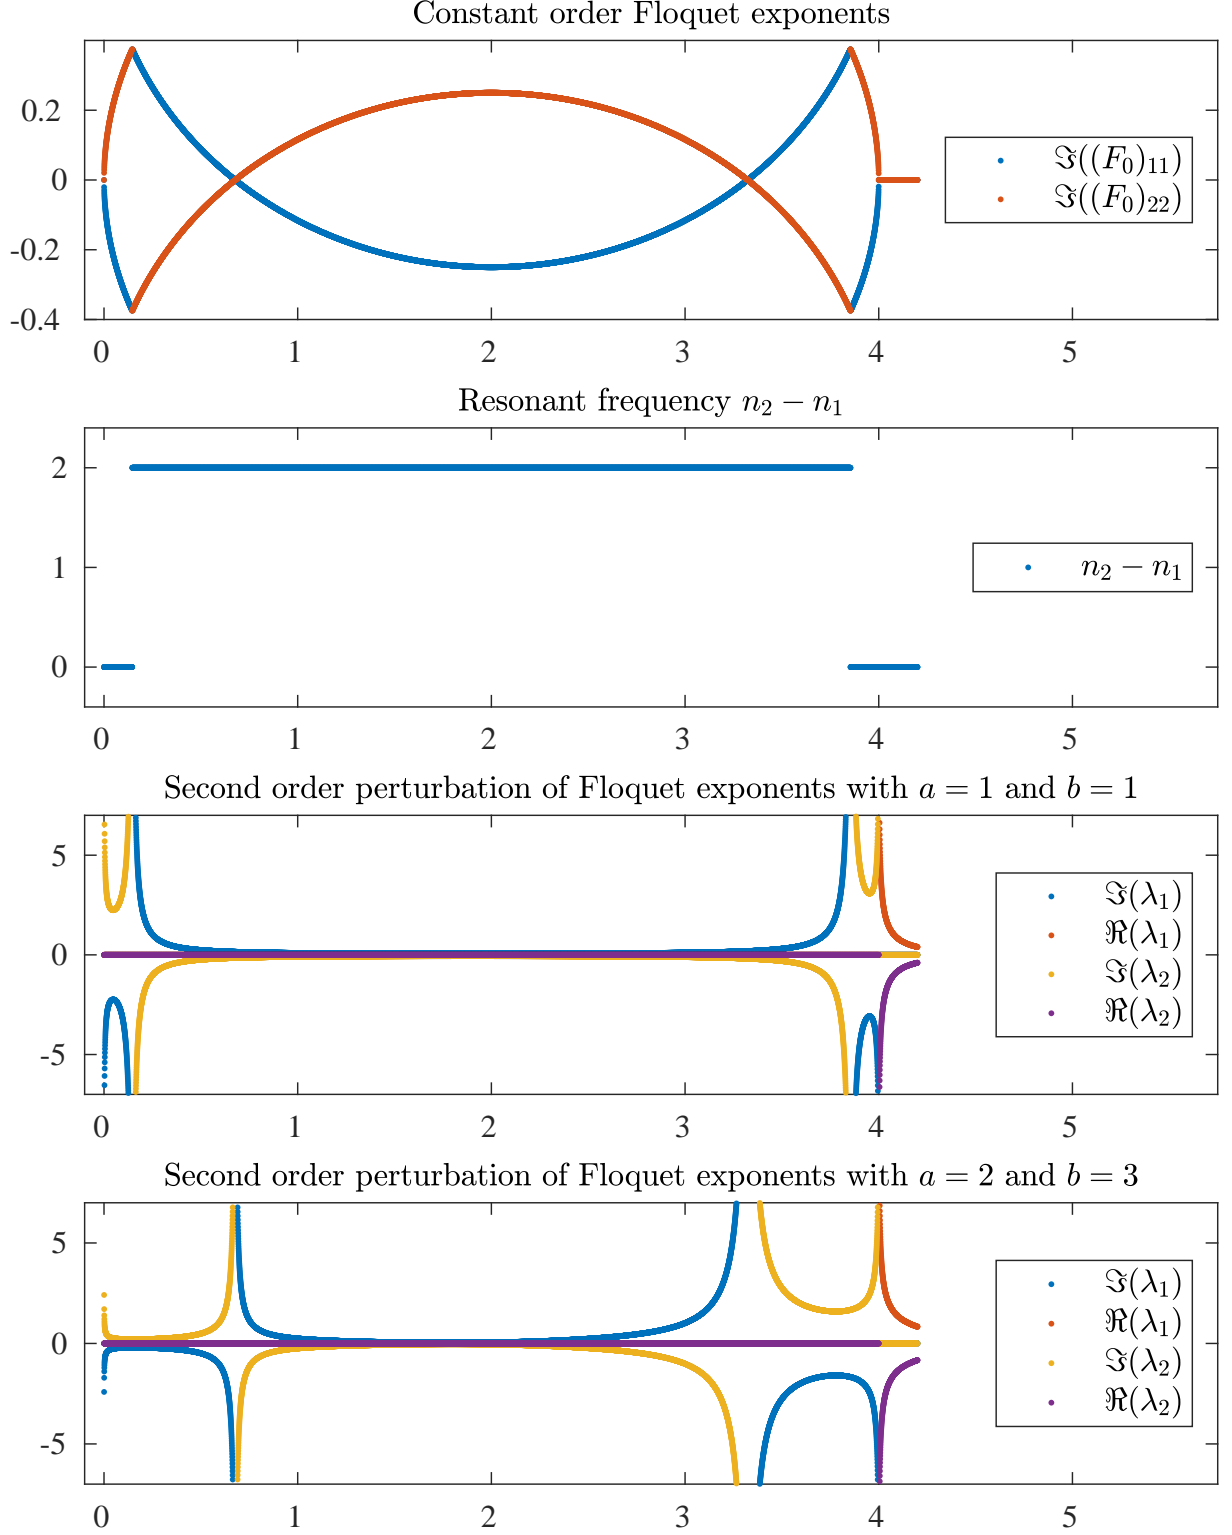 Constant order Floquet exponents
0.2
0
-0.2
-0.4
ℑ((F₀)₁₁)
ℑ((F₀)₂₂)
0 1 2 3 4 5
Resonant frequency n₂ − n₁
2
1
0
n₂ − n₁
0 1 2 3 4 5
Second order perturbation of Floquet exponents with a = 1 and b = 1
5
0
-5
ℑ(λ₁)
ℜ(λ₁)
ℑ(λ₂)
ℜ(λ₂)
0 1 2 3 4 5
Second order perturbation of Floquet exponents with a = 2 and b = 3
5
0
-5
ℑ(λ₁)
ℜ(λ₁)
ℑ(λ₂)
ℜ(λ₂)
0 1 2 3 4 5